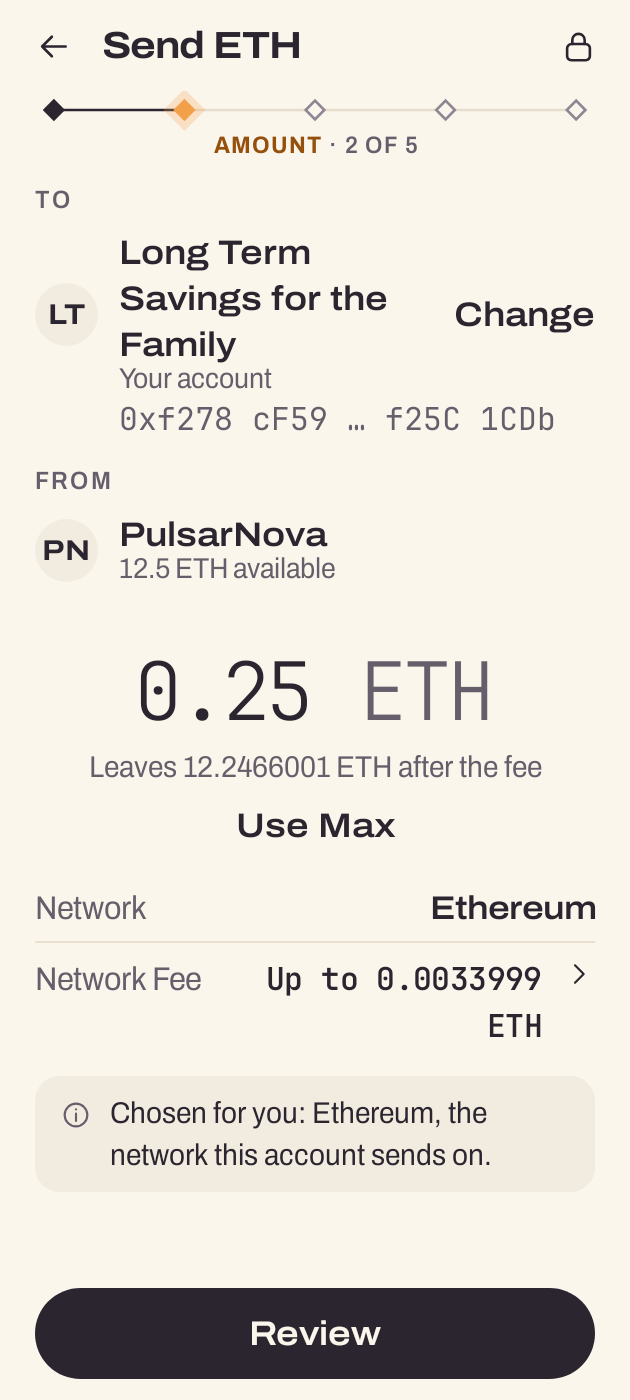 Send ETH
AMOUNT · 2 OF 5
TO
LT
Long Term
Savings for the
Family
Change
Your account
0xf278 cF59 … f25C 1CDb
FROM
PN
PulsarNova
12.5 ETH available
0.25 ETH
Leaves 12.2466001 ETH after the fee
Use Max
Network
Ethereum
Network Fee
Up to 0.0033999
ETH
Chosen for you: Ethereum, the
network this account sends on.
Review